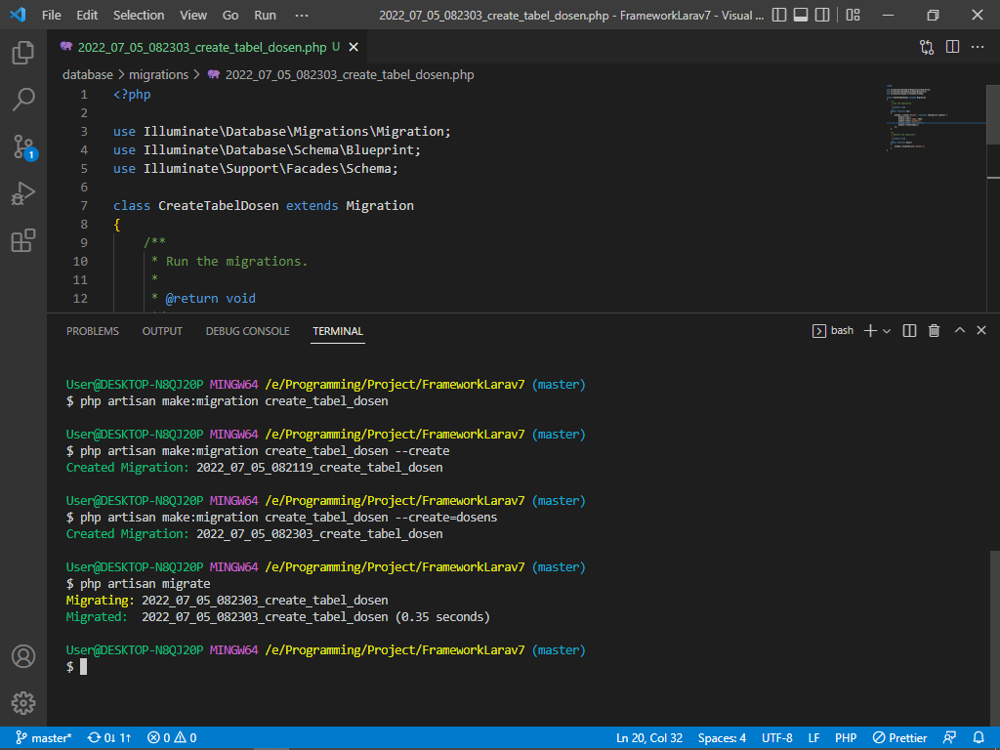 File Edit Selection View Go Run ··· 2022_07_05_082303_create_tabel_dosen.php - FrameworkLarav7 - Visual ...
2022_07_05_082303_create_tabel_dosen.php U
database > migrations > 2022_07_05_082303_create_tabel_dosen.php
1 <?php
2
3 use Illuminate\Database\Migrations\Migration;
4 use Illuminate\Database\Schema\Blueprint;
5 use Illuminate\Support\Facades\Schema;
6
7 class CreateTabelDosen extends Migration
8 {
9 /**
10 * Run the migrations.
11 *
12 * @return void
1
PROBLEMS OUTPUT DEBUG CONSOLE TERMINAL bash
User@DESKTOP-N8QJ20P MINGW64 /e/Programming/Project/FrameworkLarav7 (master)
$ php artisan make:migration create_tabel_dosen
User@DESKTOP-N8QJ20P MINGW64 /e/Programming/Project/FrameworkLarav7 (master)
$ php artisan make:migration create_tabel_dosen --create
Created Migration: 2022_07_05_082119_create_tabel_dosen
User@DESKTOP-N8QJ20P MINGW64 /e/Programming/Project/FrameworkLarav7 (master)
$ php artisan make:migration create_tabel_dosen --create=dosens
Created Migration: 2022_07_05_082303_create_tabel_dosen
User@DESKTOP-N8QJ20P MINGW64 /e/Programming/Project/FrameworkLarav7 (master)
$ php artisan migrate
Migrating: 2022_07_05_082303_create_tabel_dosen
Migrated: 2022_07_05_082303_create_tabel_dosen (0.35 seconds)
User@DESKTOP-N8QJ20P MINGW64 /e/Programming/Project/FrameworkLarav7 (master)
$
master* 0↓ 1↑ 0 0 Ln 20, Col 32 Spaces: 4 UTF-8 LF PHP Prettier